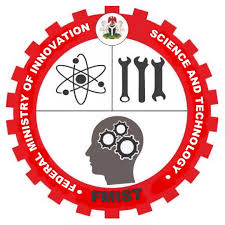 FEDERAL MINISTRY OF INNOVATION
SCIENCE AND TECHNOLOGY
FMIST